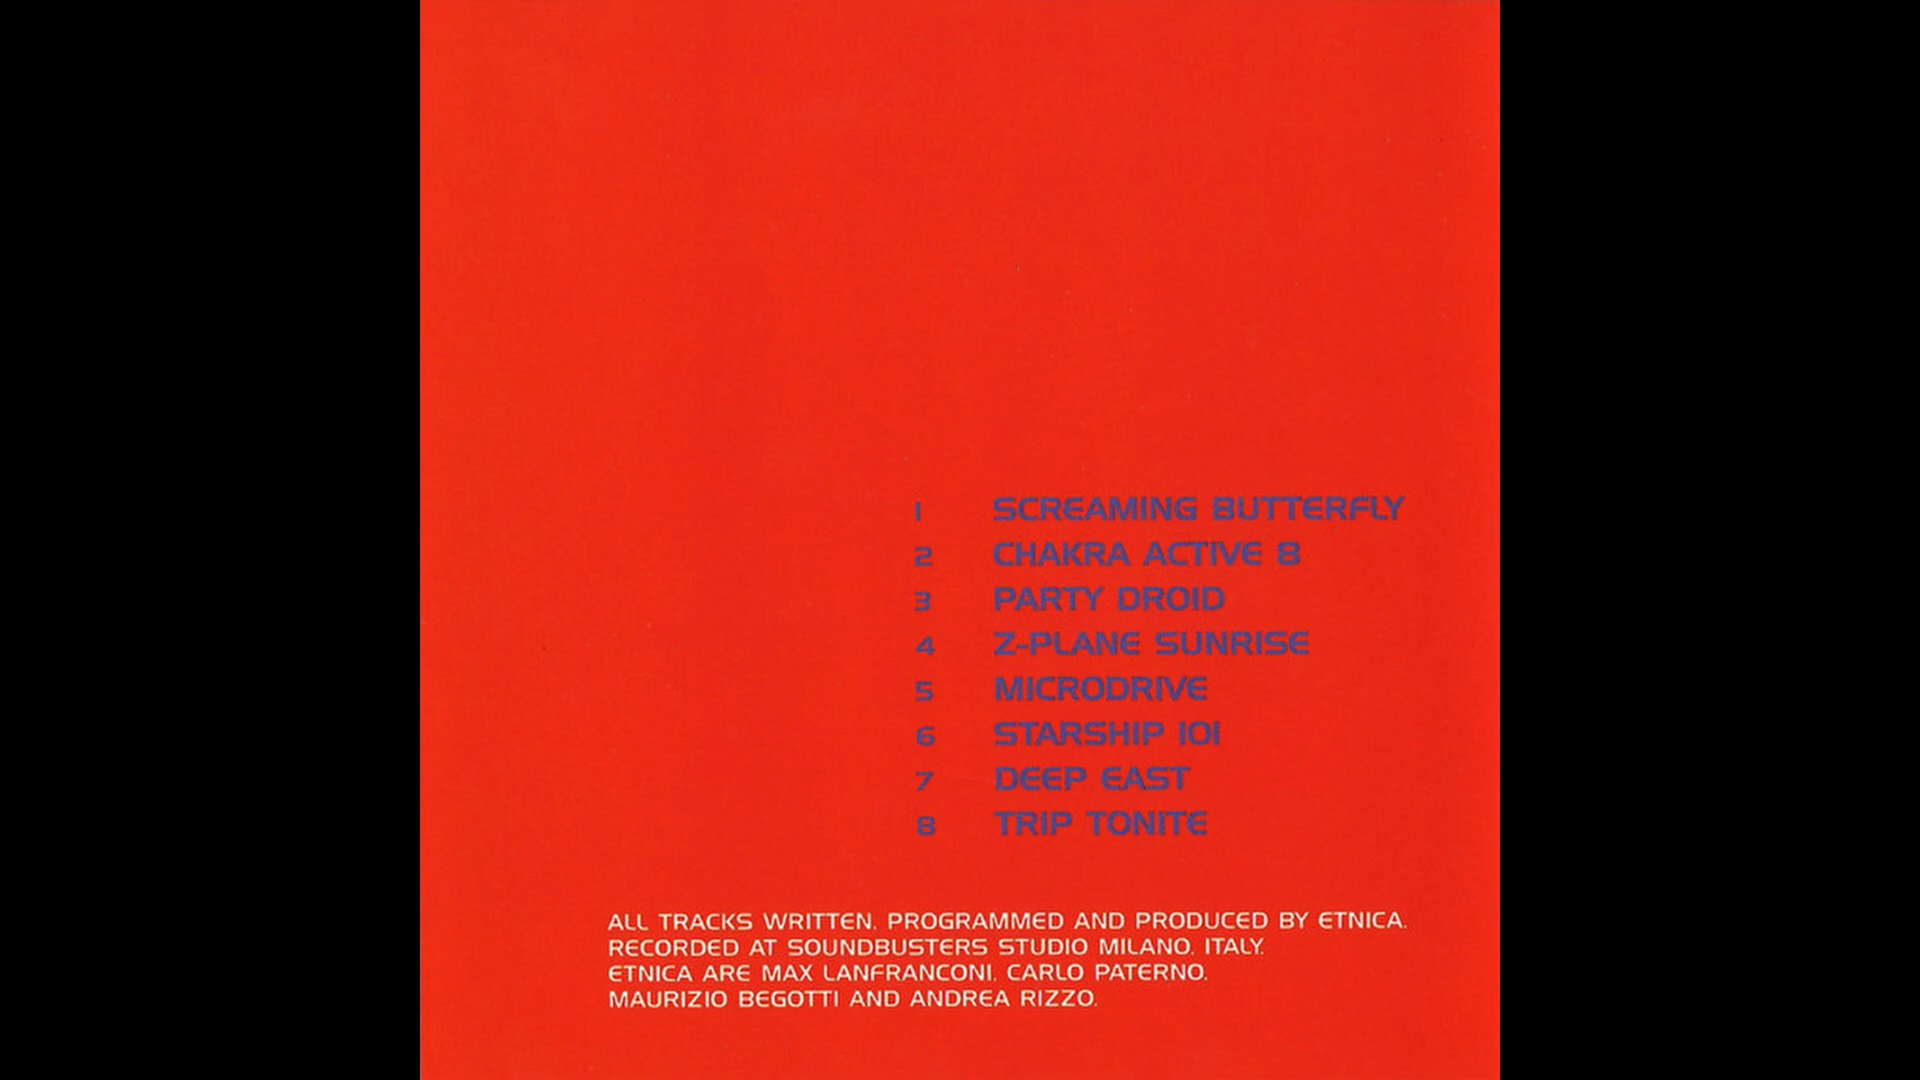 1 SCREAMING BUTTERFLY
2 CHAKRA ACTIVE 8
3 PARTY DROID
4 Z-PLANE SUNRISE
5 MICRODRIVE
6 STARSHIP 101
7 DEEP EAST
8 TRIP TONITE
ALL TRACKS WRITTEN, PROGRAMMED AND PRODUCED BY ETNICA.
RECORDED AT SOUNDBUSTERS STUDIO MILANO, ITALY.
ETNICA ARE MAX LANFRANCONI, CARLO PATERNO,
MAURIZIO BEGOTTI AND ANDREA RIZZO.